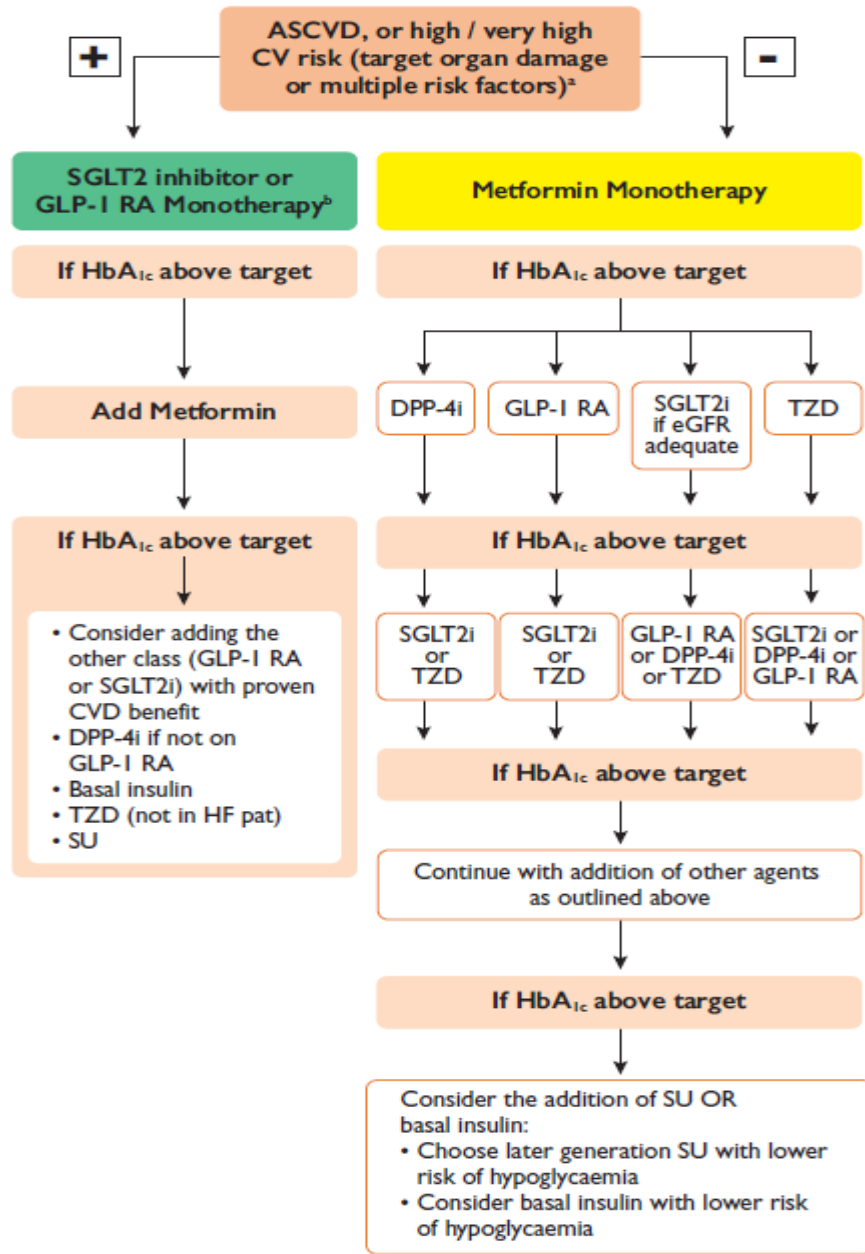 +
ASCVD, or high / very high
CV risk (target organ damage
or multiple risk factors)ᵃ
-
SGLT2 inhibitor or
GLP-1 RA Monotherapyᵇ
If HbA₁c above target
Add Metformin
If HbA₁c above target
• Consider adding the
other class (GLP-1 RA
or SGLT2i) with proven
CVD benefit
• DPP-4i if not on
GLP-1 RA
• Basal insulin
• TZD (not in HF pat)
• SU
Metformin Monotherapy
If HbA₁c above target
DPP-4i
GLP-1 RA
SGLT2i
if eGFR
adequate
TZD
If HbA₁c above target
SGLT2i
or
TZD
SGLT2i
or
TZD
GLP-1 RA
or DPP-4i
or TZD
SGLT2i or
DPP-4i or
GLP-1 RA
If HbA₁c above target
Continue with addition of other agents
as outlined above
If HbA₁c above target
Consider the addition of SU OR
basal insulin:
• Choose later generation SU with lower
risk of hypoglycaemia
• Consider basal insulin with lower risk
of hypoglycaemia